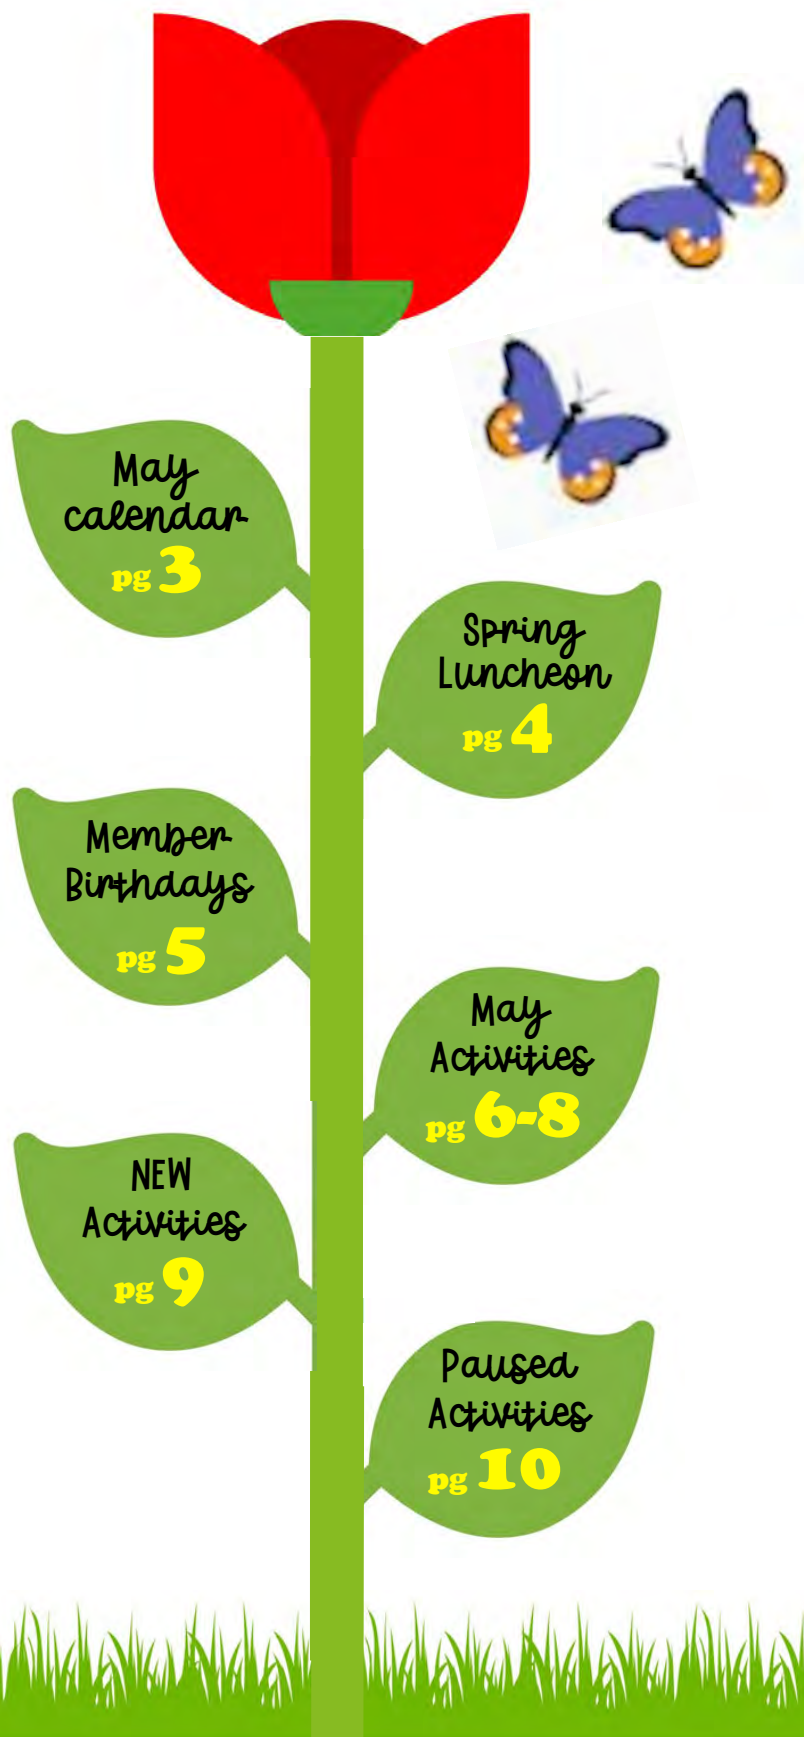 May
calendar
pg 3
Spring
Luncheon
pg 4
Member
Birthdays
pg 5
May
Activities
pg 6-8
NEW
Activities
pg 9
Paused
Activities
pg 10